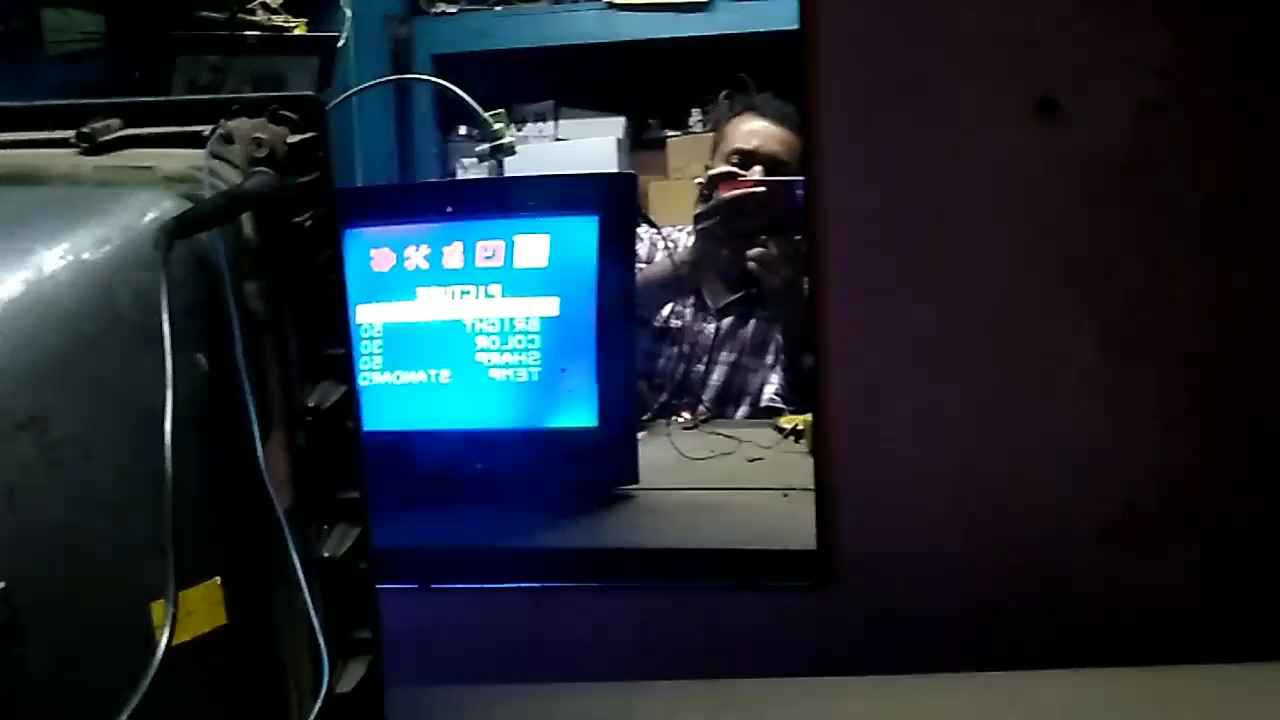 PICTURE
BRIGHT 50
COLOR 30
SHARP 50
TEMP STANDARD